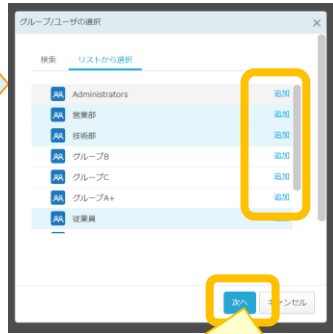 グループ/ユーザの選択 ×
検索 リストから選択
Administrators 追加
営業部 追加
技術部 追加
グループB 追加
グループC 追加
グループA+ 追加
従業員
次へ キャンセル